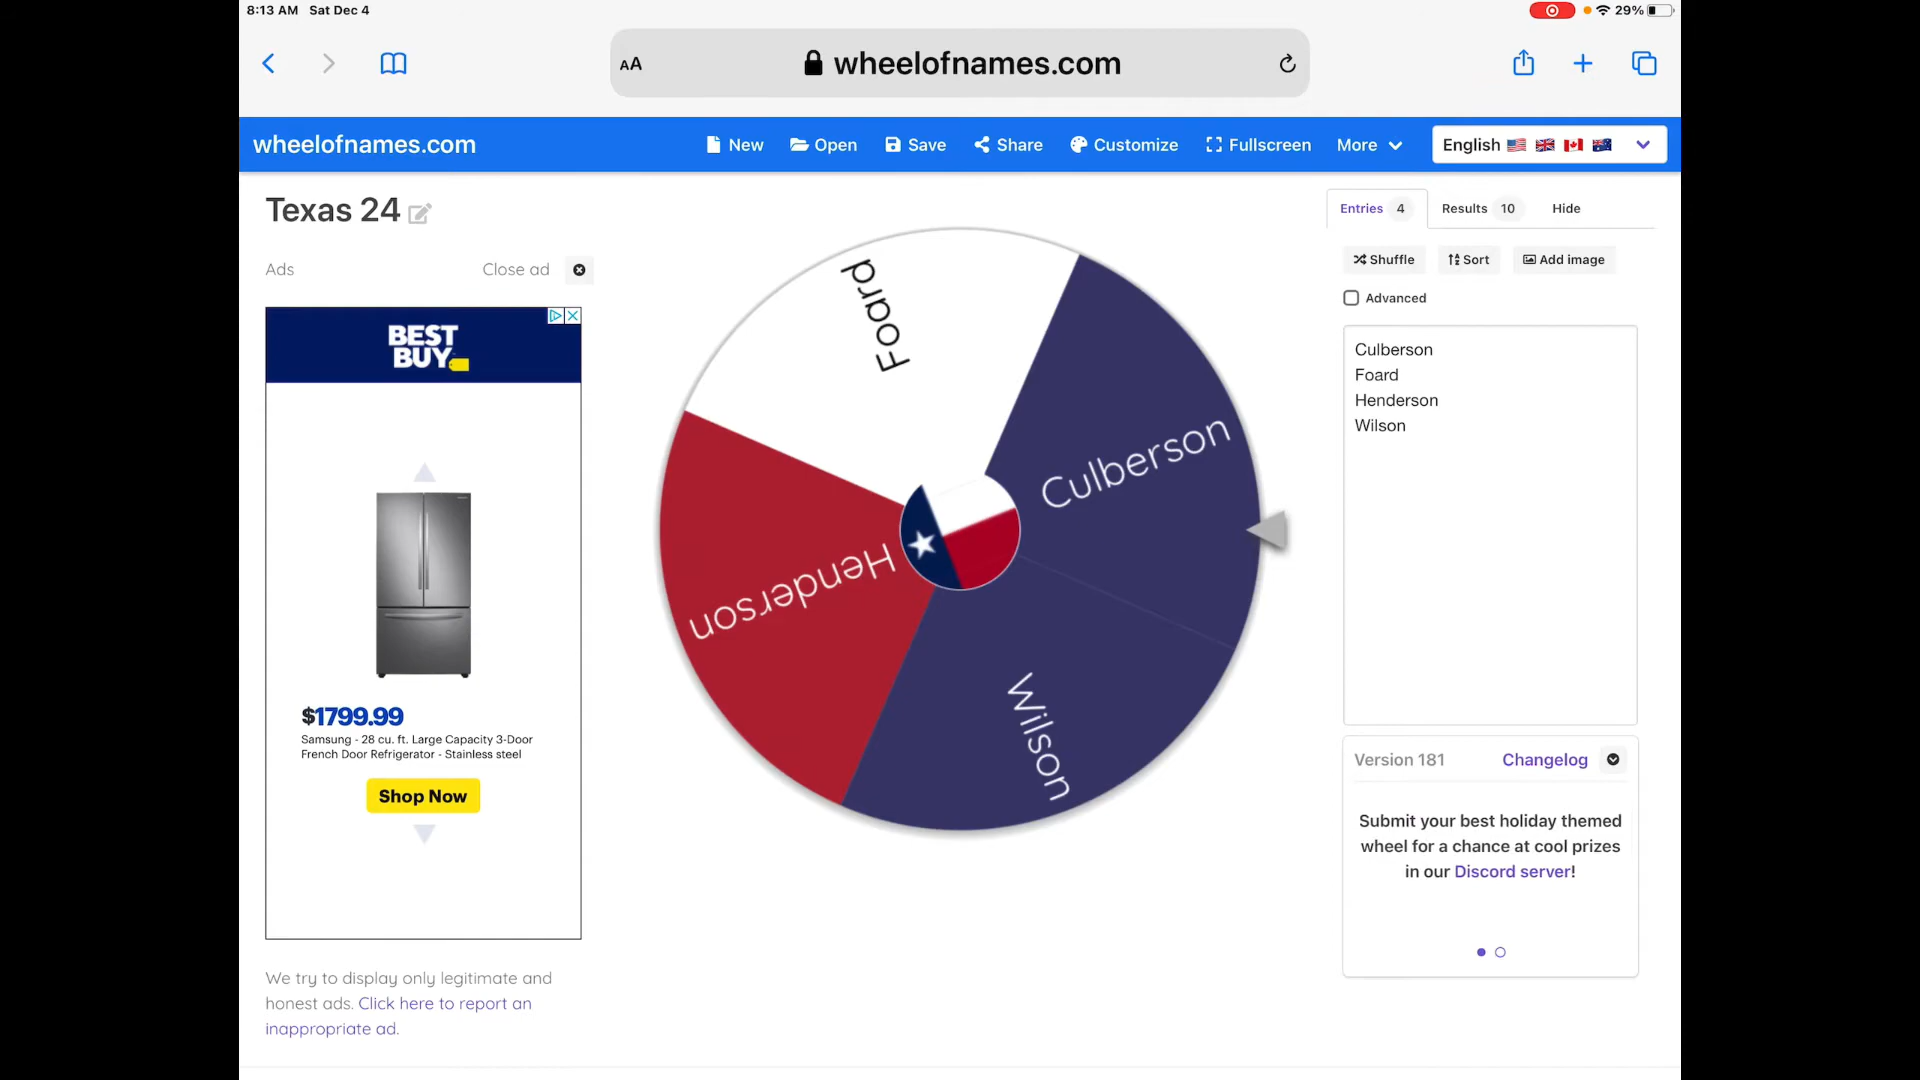 8:13 AM Sat Dec 4
29%
AA
wheelofnames.com
wheelofnames.com
New
Open
Save
Share
Customize
Fullscreen
More
English
Texas 24
Entries 4
Results 10
Hide
Ads
Close ad
Shuffle
Sort
Add image
Advanced
BEST
BUY
$1799.99
Samsung - 28 cu. ft. Large Capacity 3-Door
French Door Refrigerator - Stainless steel
Shop Now
We try to display only legitimate and
honest ads. Click here to report an
inappropriate ad.
Foard
Culberson
Henderson
Wilson
Culberson
Foard
Henderson
Wilson
Version 181
Changelog
Submit your best holiday themed
wheel for a chance at cool prizes
in our Discord server!